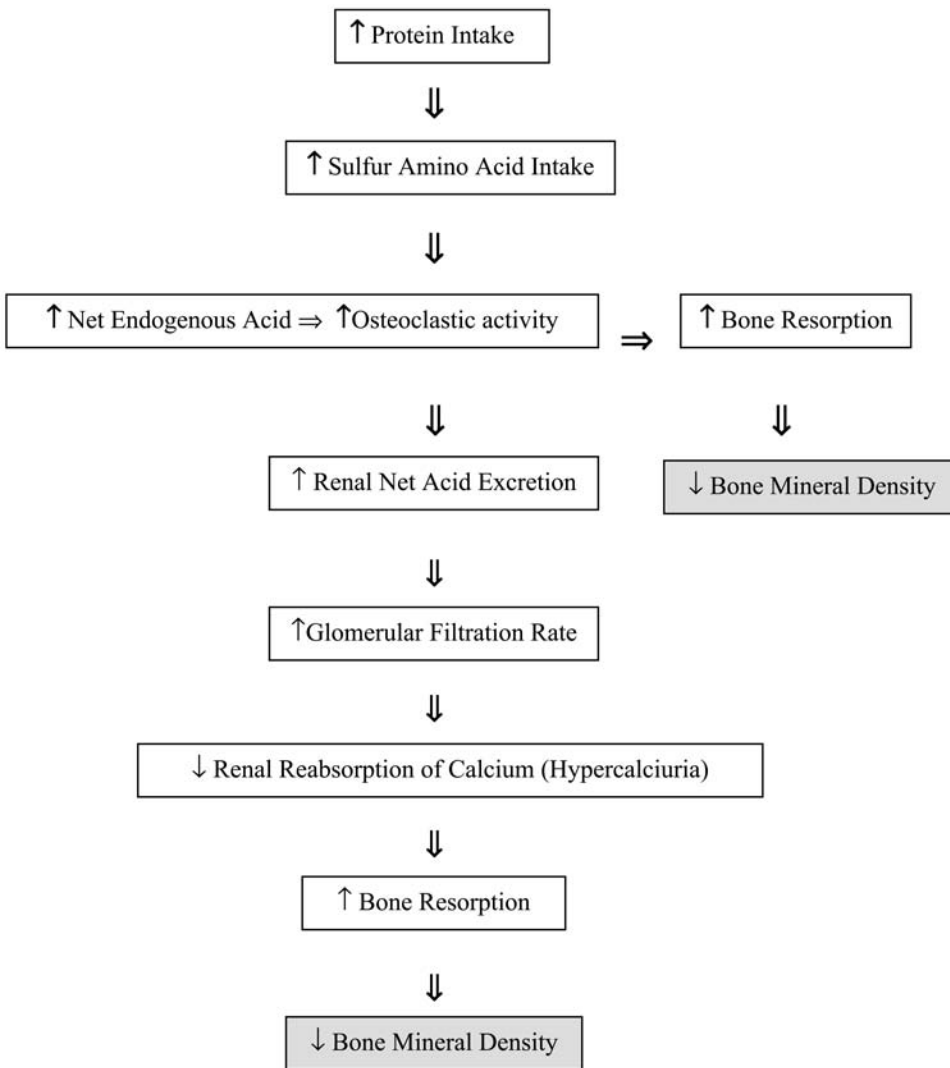 ↑ Protein Intake
⇓
↑ Sulfur Amino Acid Intake
⇓
↑ Net Endogenous Acid ⇒ ↑Osteoclastic activity ⇒ ↑ Bone Resorption
⇓ ⇓
↑ Renal Net Acid Excretion ↓ Bone Mineral Density
⇓
↑Glomerular Filtration Rate
⇓
↓ Renal Reabsorption of Calcium (Hypercalciuria)
⇓
↑ Bone Resorption
⇓
↓ Bone Mineral Density